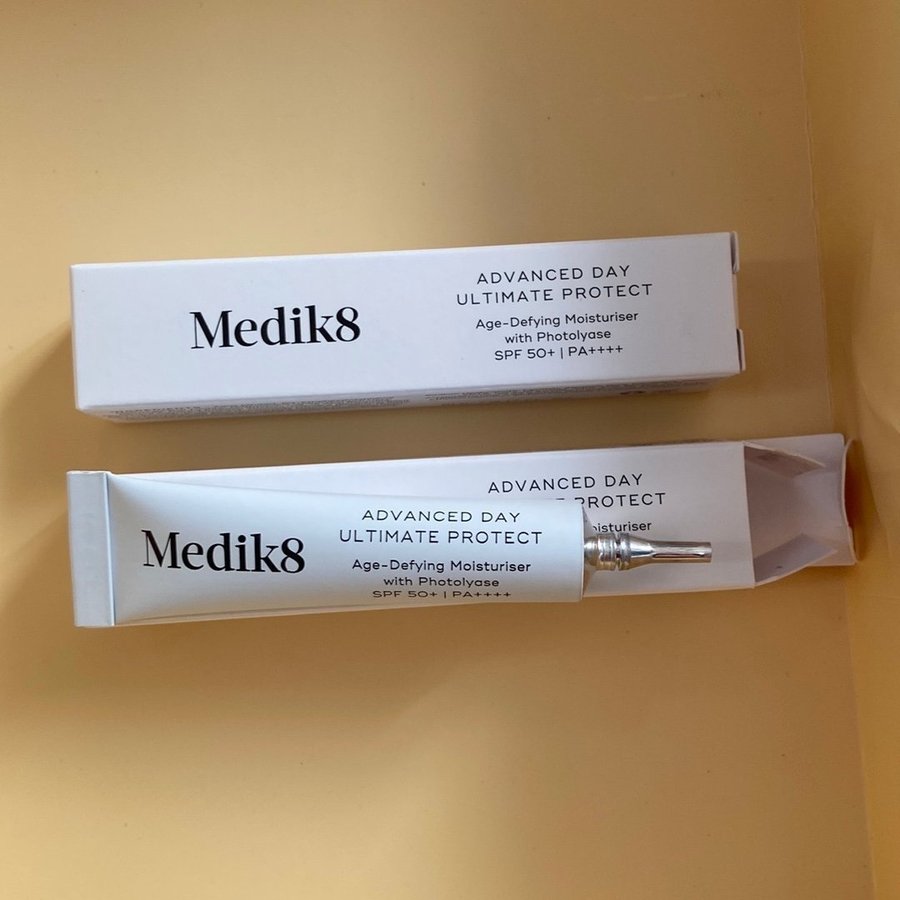 Medik8
ADVANCED DAY
ULTIMATE PROTECT
Age-Defying Moisturiser
with Photolyase
SPF 50+ | PA++++
ADVANCED DAY
PROTECT
Medik8
ADVANCED DAY
ULTIMATE PROTECT
Age-Defying Moisturiser
with Photolyase
SPF 50+ | PA++++